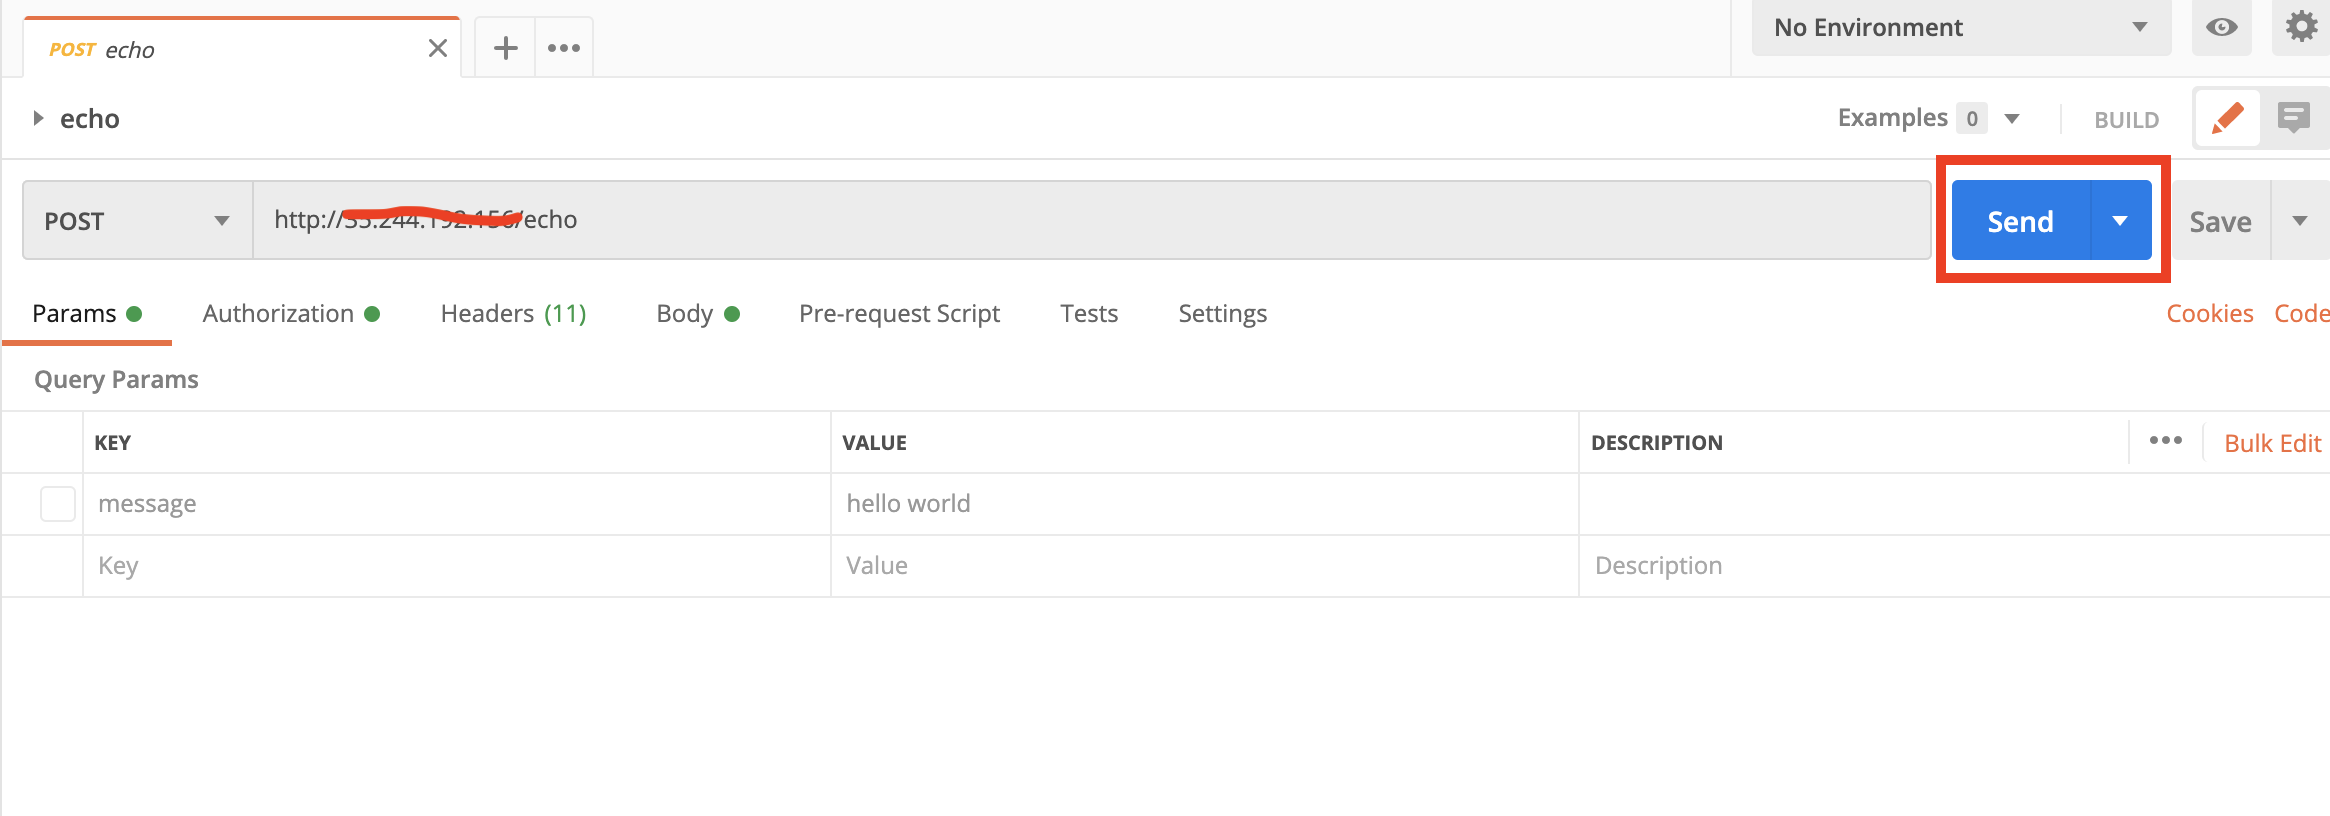 POST echo
No Environment
echo
Examples 0
BUILD
POST
http:// /echo
Send
Save
Params
Authorization
Headers (11)
Body
Pre-request Script
Tests
Settings
Cookies
Code
Query Params
KEY
VALUE
DESCRIPTION
Bulk Edit
message
hello world
Key
Value
Description